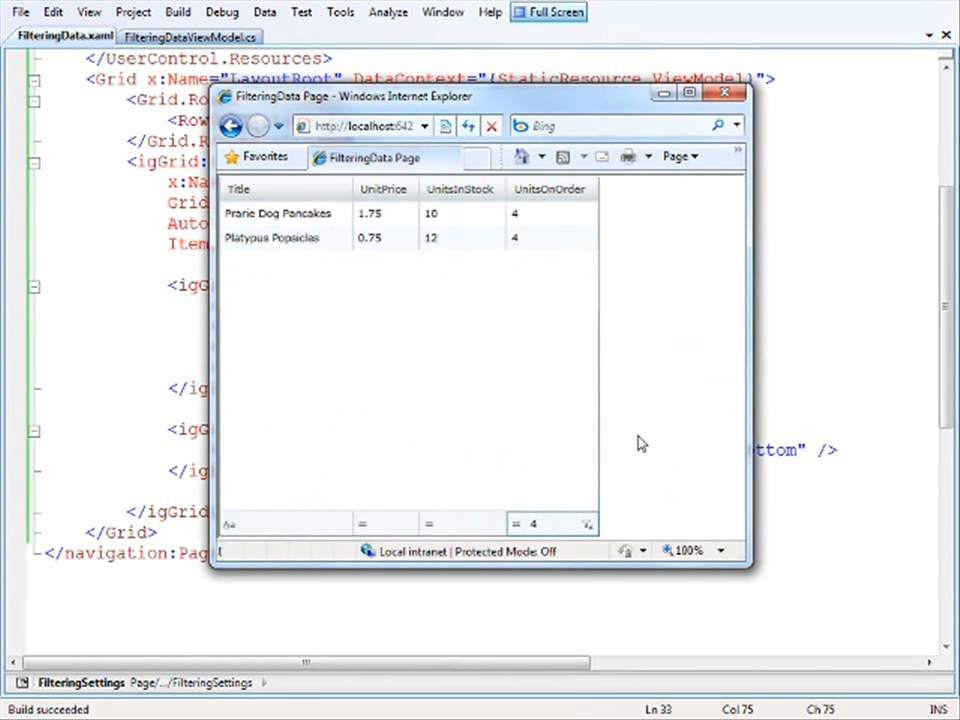 File Edit View Project Build Debug Data Test Tools Analyze Window Help Full Screen
FilteringData.xaml FilteringDataViewModel.cs
</UserControl.Resources>
<Grid x:Name="LayoutRoot" DataContext="{StaticResource ViewModel}">
<Grid.Ro
<Row
</Grid.R
<igGrid:
x:Na
Grid
Auto
Item
<igG
</ig
<igG
ottom" />
</ig
</igGrid
</Grid>
</navigation:Pag
FilteringData Page - Windows Internet Explorer
http://localhost:642 Bing
Favorites FilteringData Page Page
Title UnitPrice UnitsInStock UnitsOnOrder
Prarie Dog Pancakes 1.75 10 4
Platypus Popsicles 0.75 12 4
Aa = = = 4
Local intranet | Protected Mode: Off 100%
FilteringSettings Page/.../FilteringSettings
Build succeeded Ln 33 Col 75 Ch 75 INS